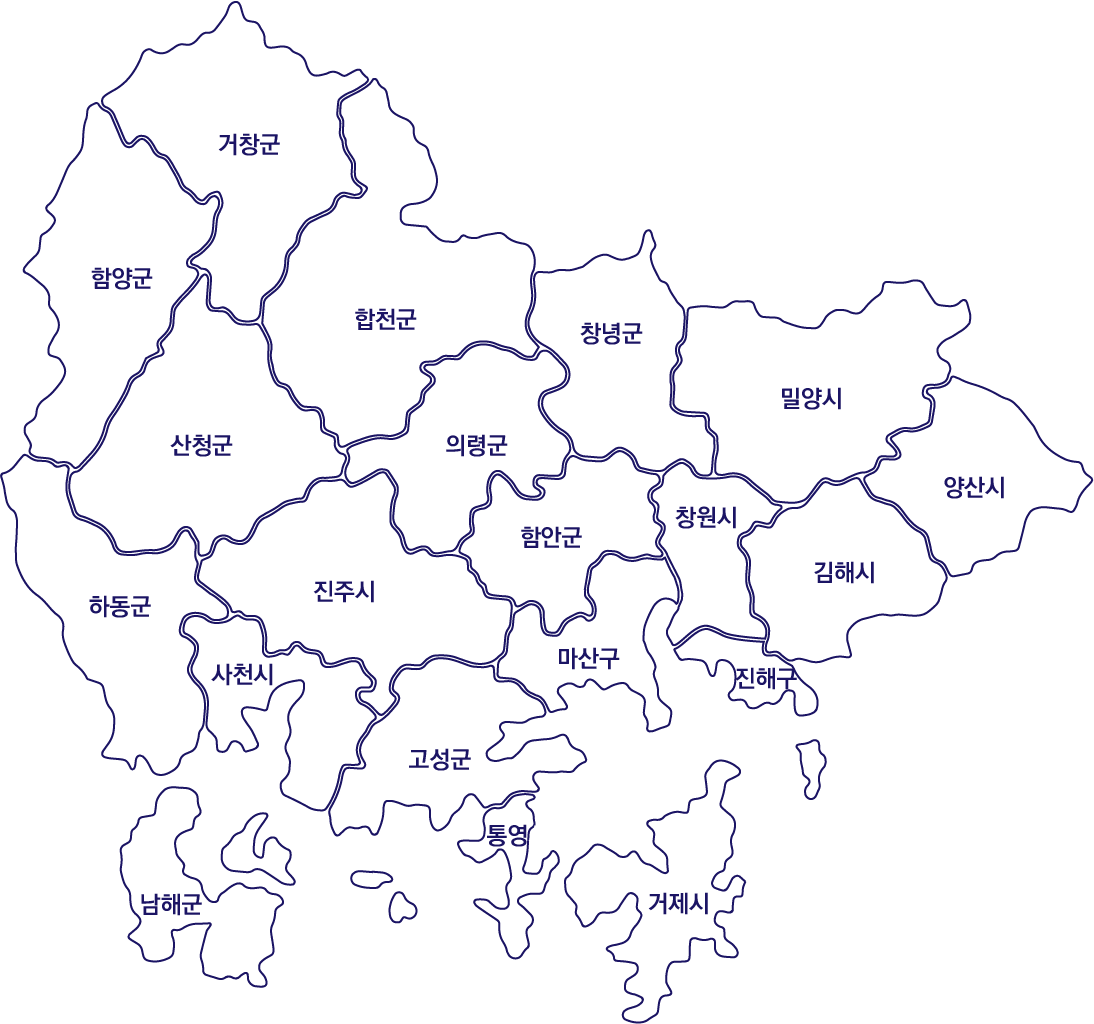 거창군
함양군
합천군
창녕군
밀양시
산청군
의령군
양산시
창원시
함안군
김해시
진주시
하동군
마산구
사천시
진해구
고성군
통영
남해군
거제시